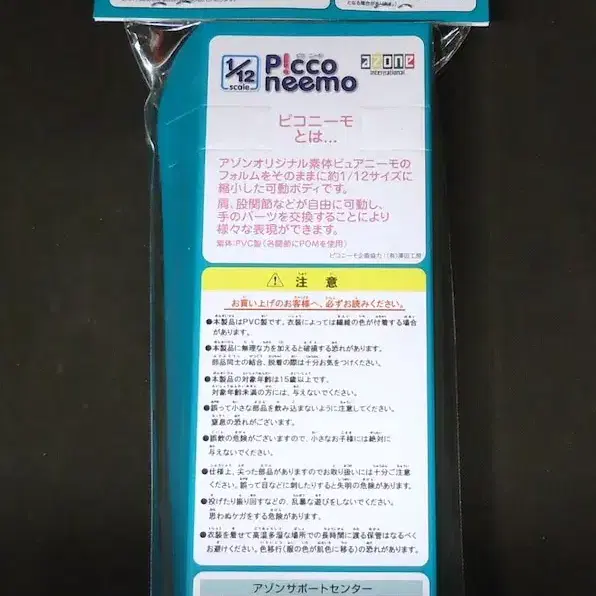 1/12
scale
ピコ ニーモ
P!cco
neemo
azone
international
ピコニーモ
とは...
アゾンオリジナル素体ピュアニーモの
フォルムをそのままに約1/12サイズに
縮小した可動ボディです。
肩、股関節などが自由に可動し、
手のパーツを交換することにより
様々な表現ができます。
素体:PVC製(各関節にPOMを使用)
ピコニーモ企画協力:(有)澤田工房
注意
お買い上げのお客様へ、必ずお読みください。
●本製品はPVC製です。衣装によっては繊維の色が付着する場合
があります。
●本製品に無理な力を加えると破損する恐れがあります。
部品同士の結合、脱着の際は十分お気をつけください。
●本製品の対象年齢は15歳以上です。
対象年齢未満の方には、与えないでください。
●誤って小さな部品を飲み込まないように注意してください。
窒息の恐れがございます。
●誤飲の危険がございますので、小さなお子様には絶対に
与えないでください。
●仕様上、尖った部品がありますのでお取り扱いには十分ご注意
ください。誤って目などに刺したりすると失明の危険があります。
●投げたり振り回すなどの、乱暴な遊びをしないでください。
思わぬケガをする危険があります。
●衣装を着せて高温多湿な場所での長時間に渡る保管はなるべく
お避けください。色移行(服の色が肌色に移る)の恐れがあります。
アゾンサポートセンター